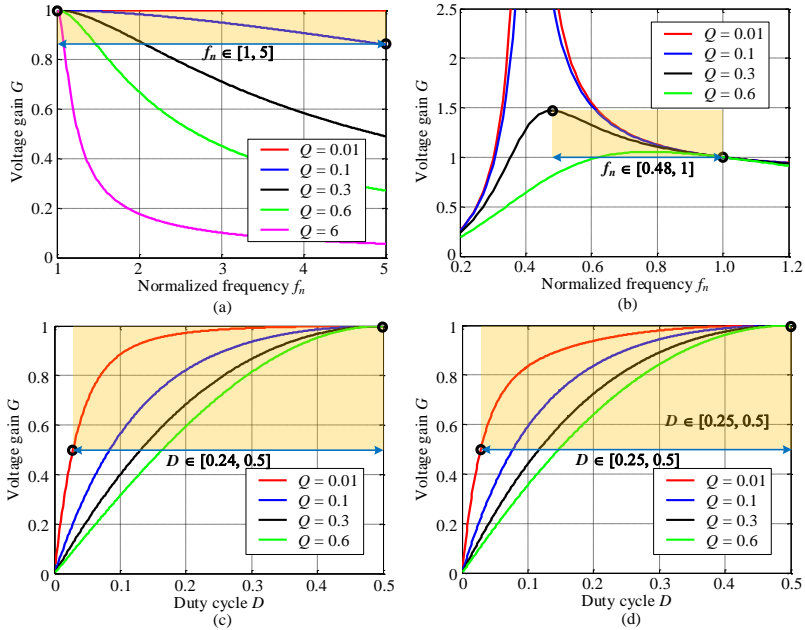 Voltage gain G
1
0.8
0.6
0.4
0.2
0
1
2
3
4
5
fn ∈ [1, 5]
Q = 0.01
Q = 0.1
Q = 0.3
Q = 0.6
Q = 6
Normalized frequency fn
(a)
Voltage gain G
2.5
2
1.5
1
0.5
0
0.2
0.4
0.6
0.8
1.0
1.2
Q = 0.01
Q = 0.1
Q = 0.3
Q = 0.6
fn ∈ [0.48, 1]
Normalized frequency fn
(b)
Voltage gain G
1
0.8
0.6
0.4
0.2
0
0
0.1
0.2
0.3
0.4
0.5
D ∈ [0.24, 0.5]
Q = 0.01
Q = 0.1
Q = 0.3
Q = 0.6
Duty cycle D
(c)
Voltage gain G
1
0.8
0.6
0.4
0.2
0
0
0.1
0.2
0.3
0.4
0.5
D ∈ [0.25, 0.5]
D ∈ [0.25, 0.5]
Q = 0.01
Q = 0.1
Q = 0.3
Q = 0.6
Duty cycle D
(d)